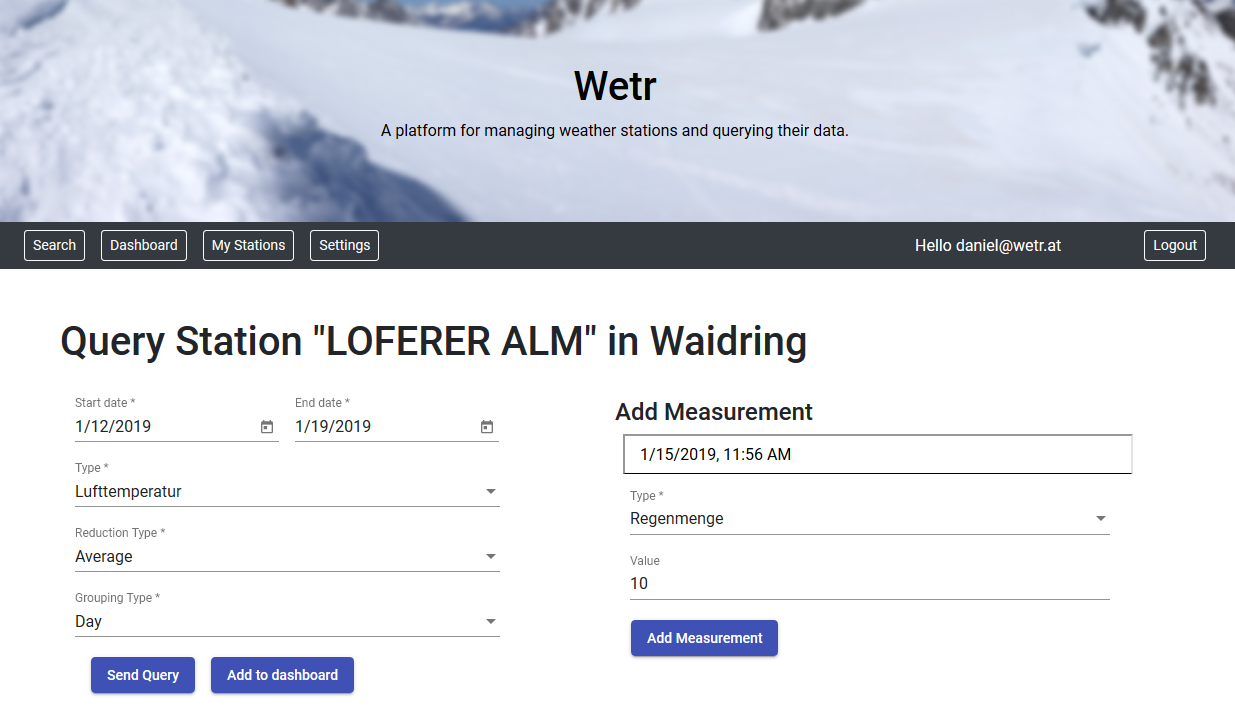 Wetr
A platform for managing weather stations and querying their data.
Search Dashboard My Stations Settings Hello daniel@wetr.at Logout
Query Station "LOFERER ALM" in Waidring
Start date * End date *
1/12/2019 1/19/2019
Type *
Lufttemperatur
Reduction Type *
Average
Grouping Type *
Day
Send Query Add to dashboard
Add Measurement
1/15/2019, 11:56 AM
Type *
Regenmenge
Value
10
Add Measurement